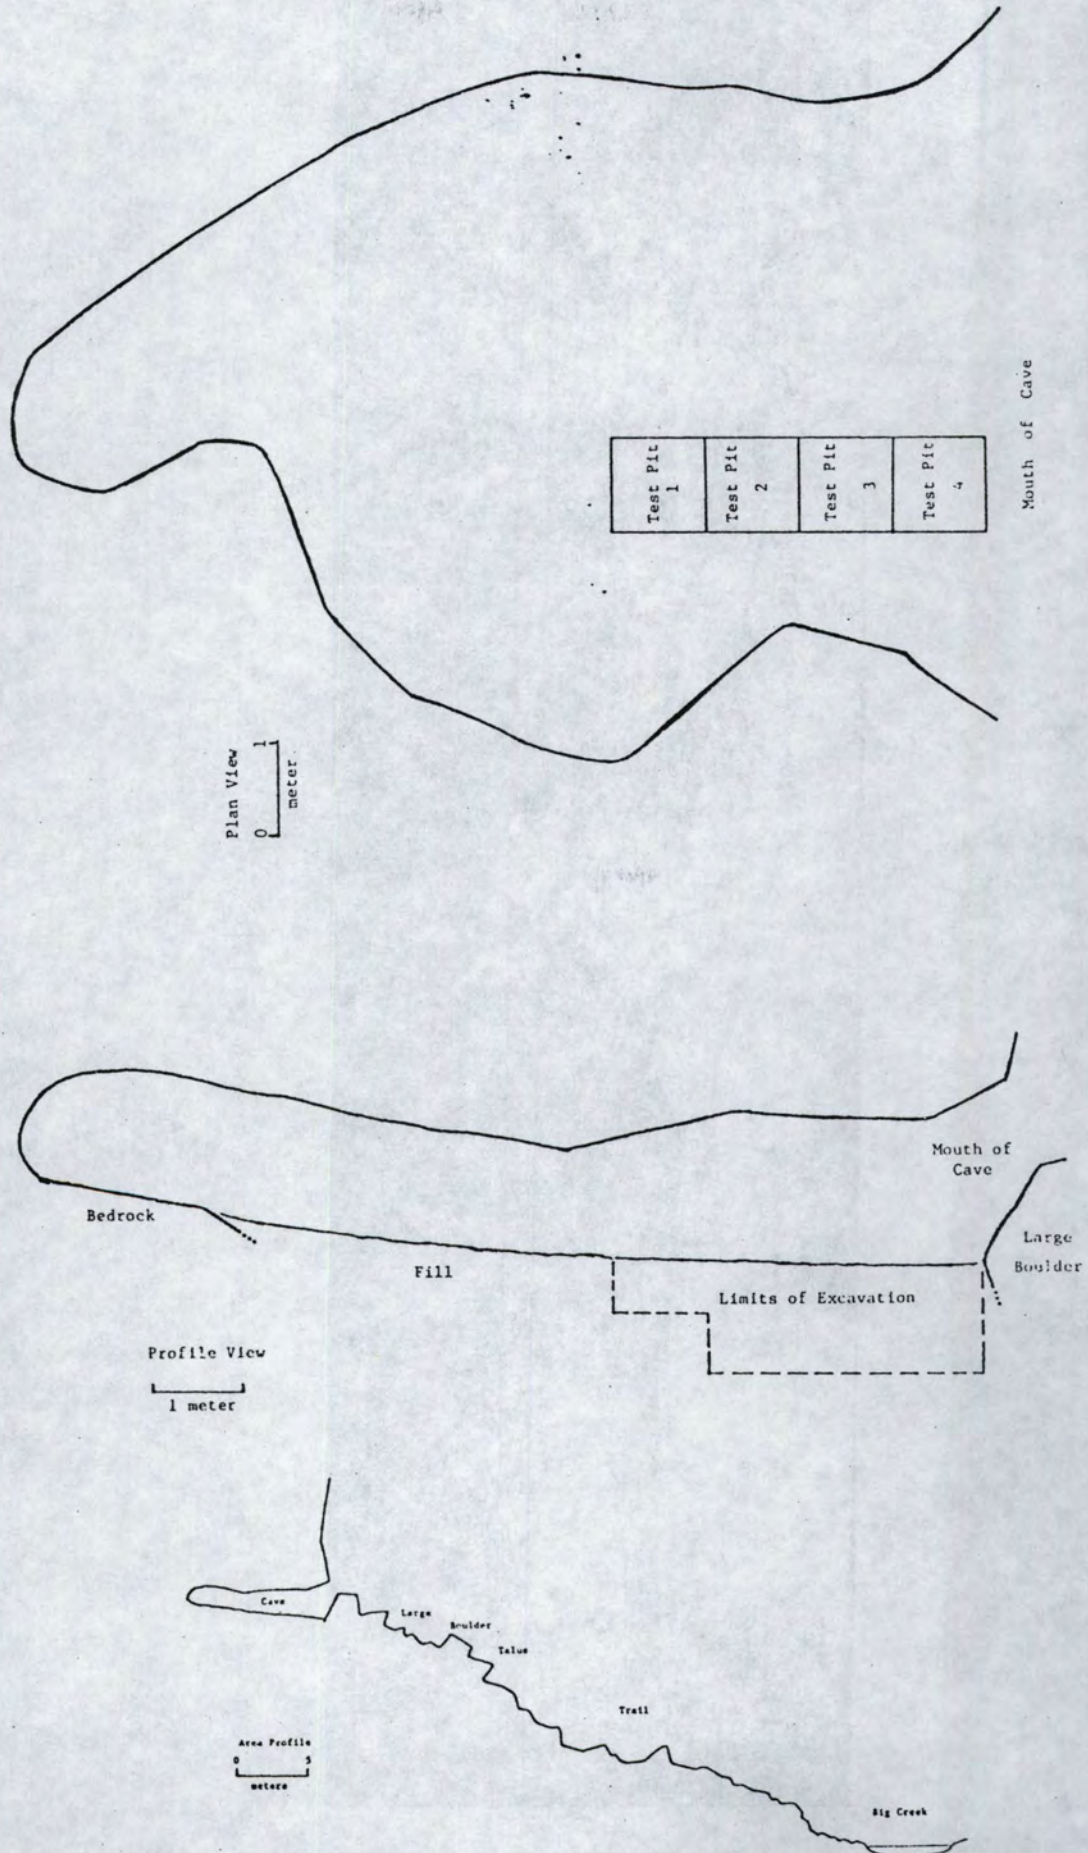 Mouth of Cave
Test Pit
1
Test Pit
2
Test Pit
3
Test Pit
4
Plan View
0 1
meter
Mouth of
Cave
Bedrock
Large
Boulder
Fill
Limits of Excavation
Profile View
1 meter
Cave
Large
Boulder
Talus
Trail
Area Profile
0 5
meters
Big Creek